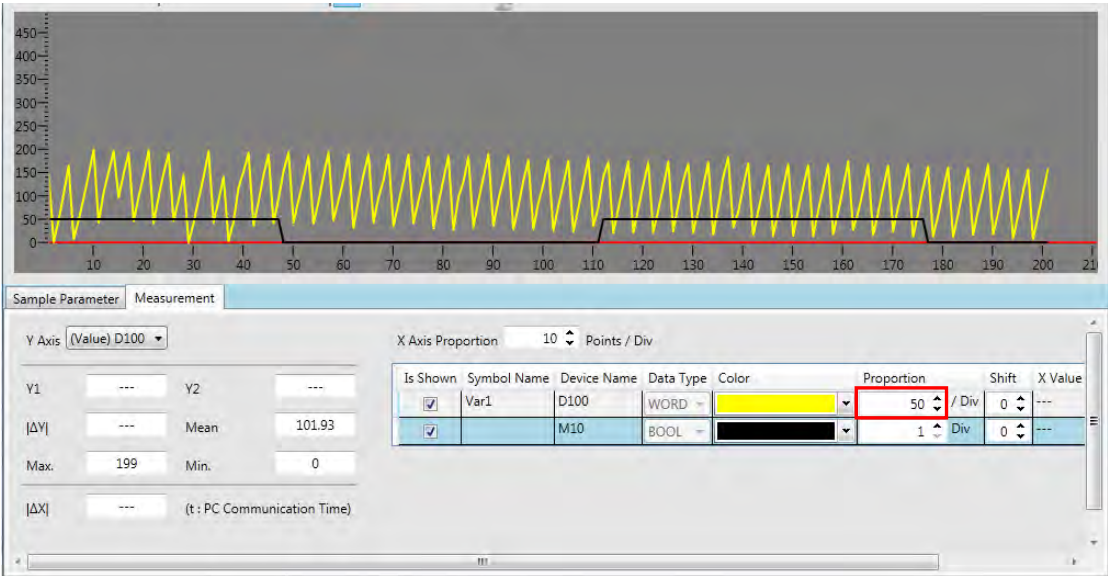 450
400
350
300
250
200
150
100
50
0
10 20 30 40 50 60 70 80 90 100 110 120 130 140 150 160 170 180 190 200 21
Sample Parameter Measurement
Y Axis (Value) D100 X Axis Proportion 10 Points / Div
Is Shown Symbol Name Device Name Data Type Color Proportion Shift X Value
Y1 --- Y2 ---
Var1 D100 WORD 50 / Div 0 ---
|ΔY| --- Mean 101.93
M10 BOOL 1 Div 0 ---
Max. 199 Min. 0
|ΔX| --- (t : PC Communication Time)